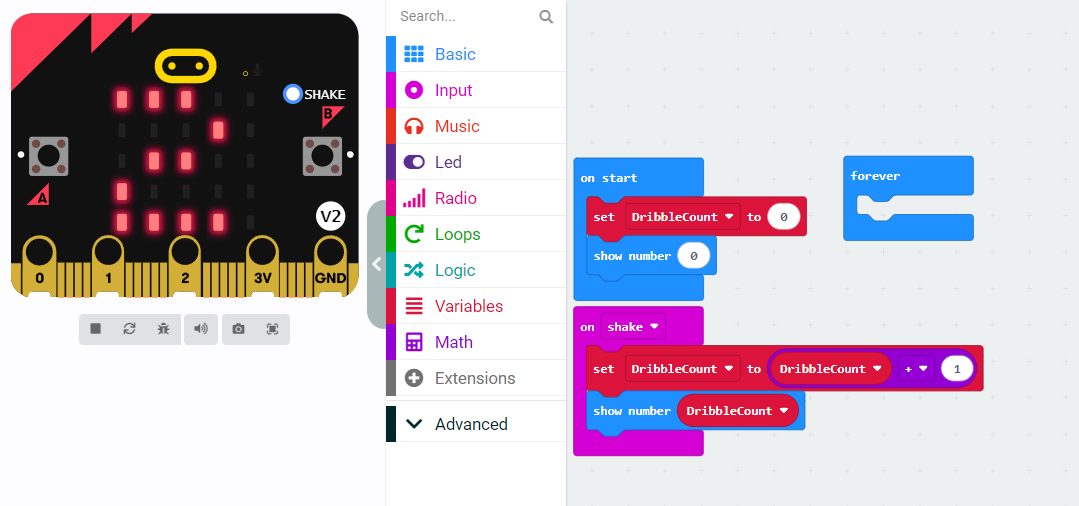 SHAKE
B
A
V2
0 1 2 3V GND
Search...
Basic
Input
Music
Led
Radio
Loops
Logic
Variables
Math
Extensions
Advanced
on start
set DribbleCount to 0
show number 0
on shake
set DribbleCount to DribbleCount + 1
show number DribbleCount
forever